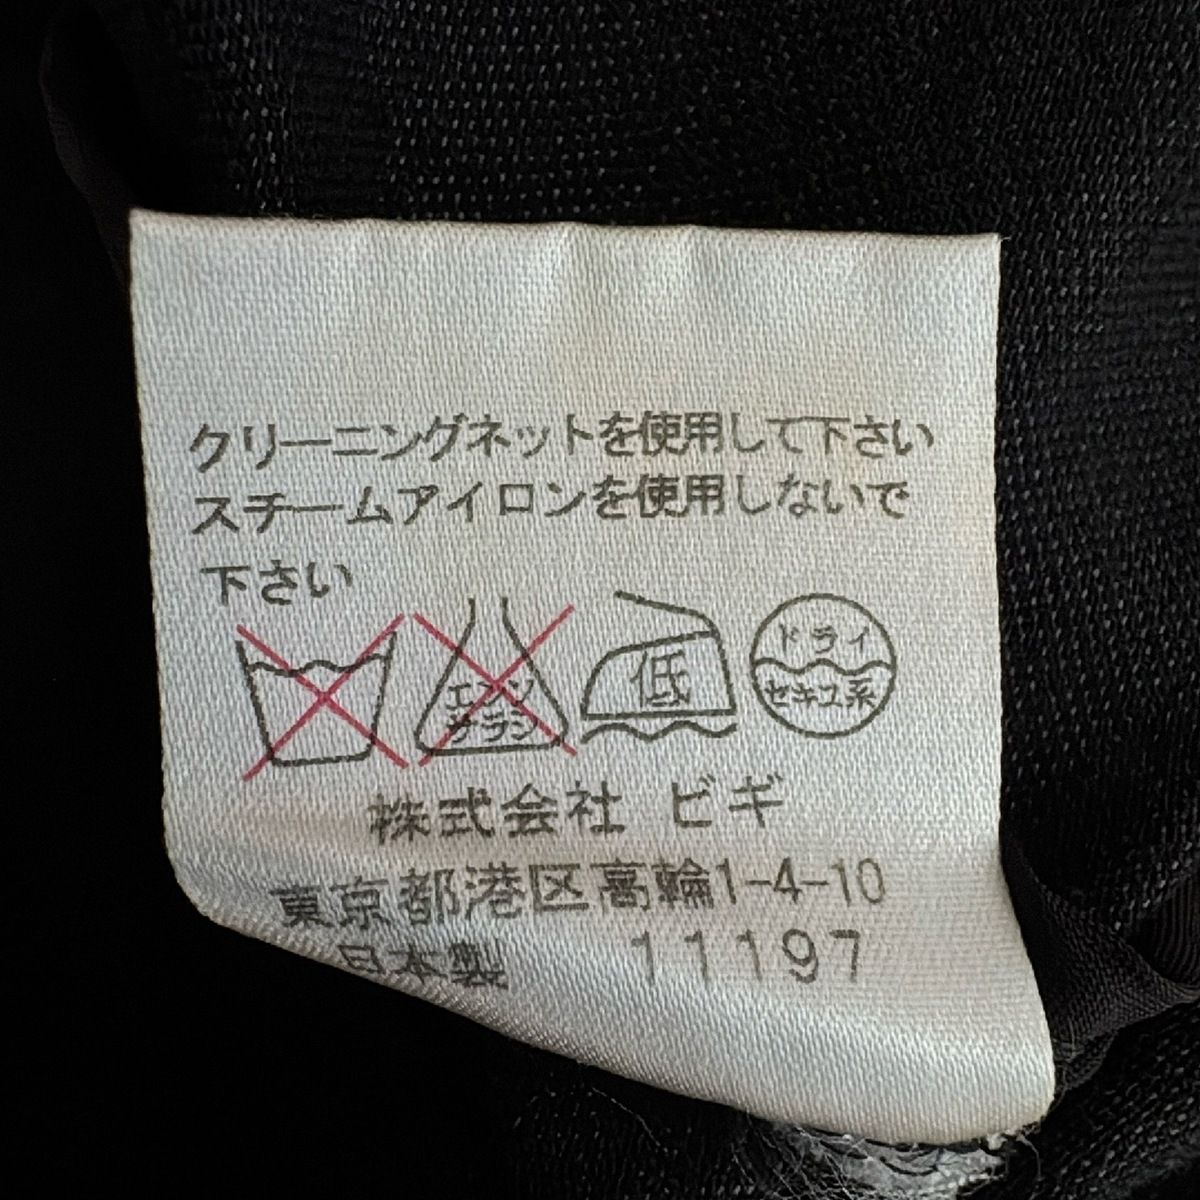 クリーニングネットを使用して下さい
スチームアイロンを使用しないで
下さい
エンソ
サラシ
低
ドライ
セキユ系
株式会社 ビギ
東京都港区高輪1-4-10
日本製 11197